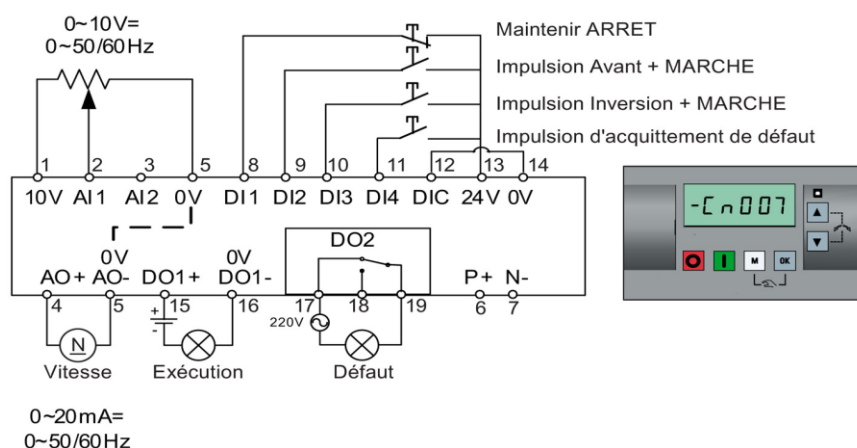 0~10V=
0~50/60Hz
Maintenir ARRET
Impulsion Avant + MARCHE
Impulsion Inversion + MARCHE
Impulsion d'acquittement de défaut
1 2 3 5 8 9 10 11 12 13 14
10V AI1 AI2 0V DI1 DI2 DI3 DI4 DIC 24V 0V
-Cn007
M OK
0V 0V DO2
AO+ AO- DO1+ DO1- P+ N-
4 5 15 16 17 18 19 6 7
+
-
220V
N
Vitesse Exécution Défaut
0~20mA=
0~50/60Hz